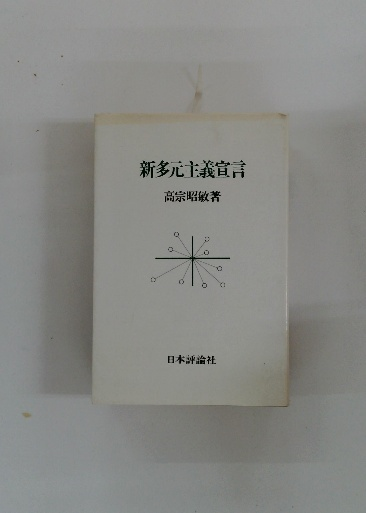 新多元主義宣言
高宗昭敏著
日本評論社